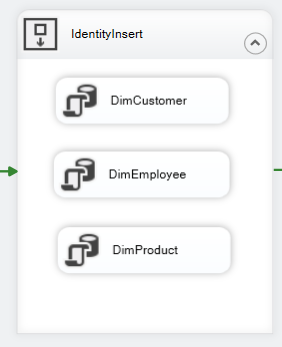 IdentityInsert
DimCustomer
DimEmployee
DimProduct